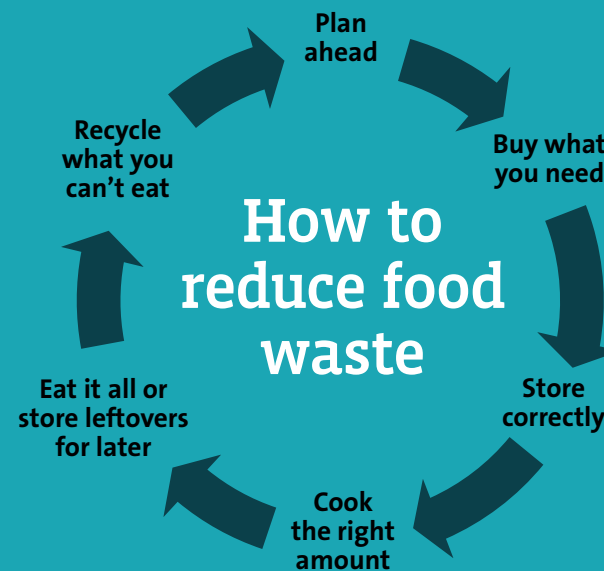 How to
reduce food
waste
Plan
ahead
Buy what
you need
Store
correctly
Cook
the right
amount
Eat it all or
store leftovers
for later
Recycle
what you
can't eat